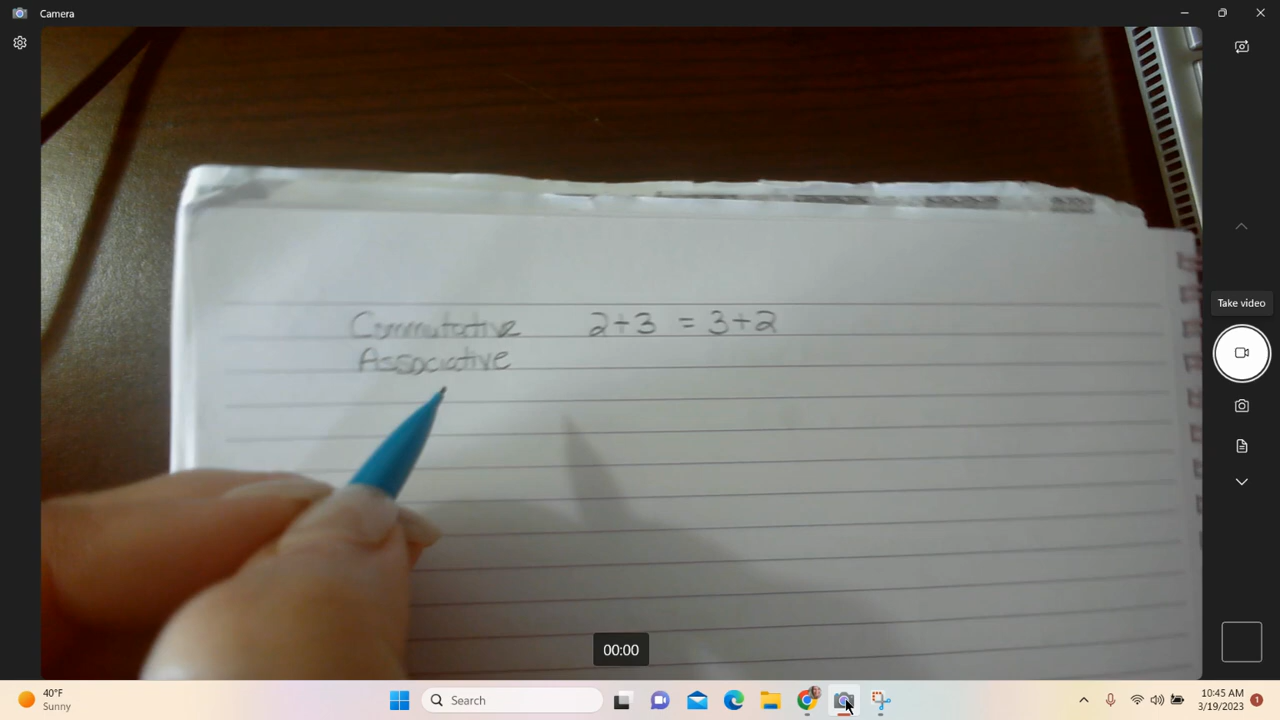 Camera
Take video
Commutative 2+3 = 3+2
Associative
00:00
40°F
Sunny
Search
10:45 AM
3/19/2023
1